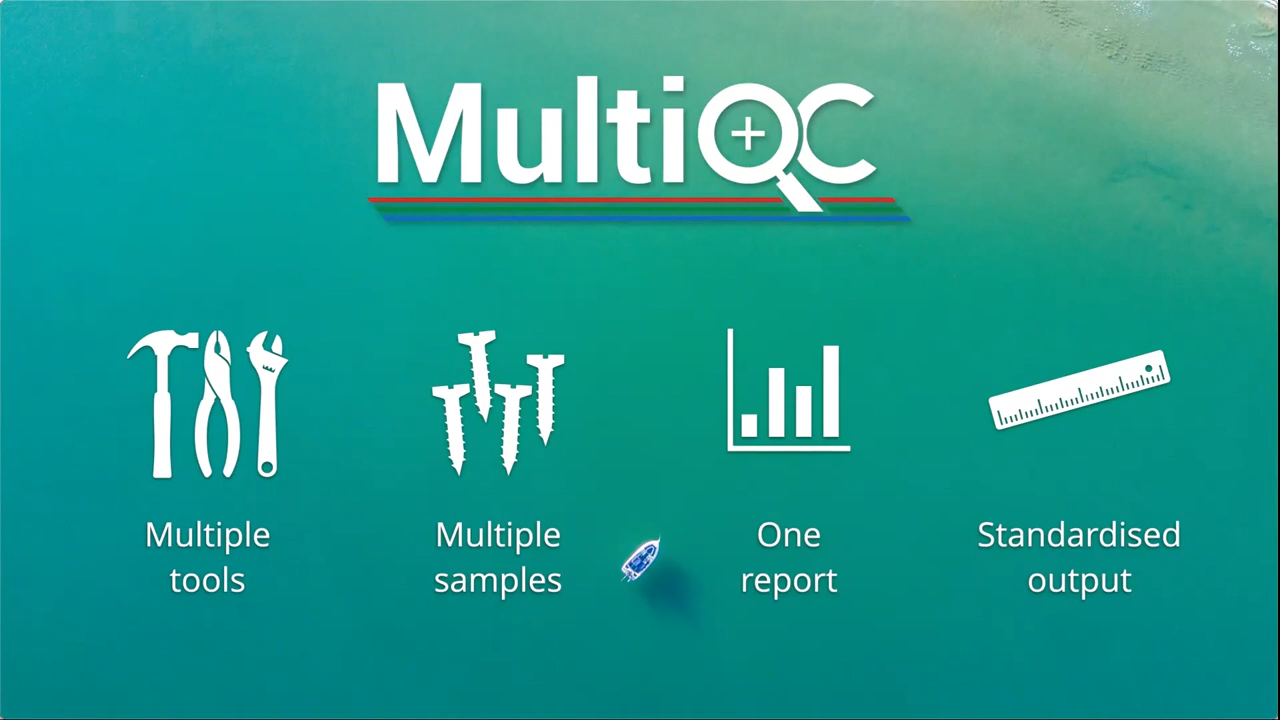 MultiQC
Multiple
tools
Multiple
samples
One
report
Standardised
output